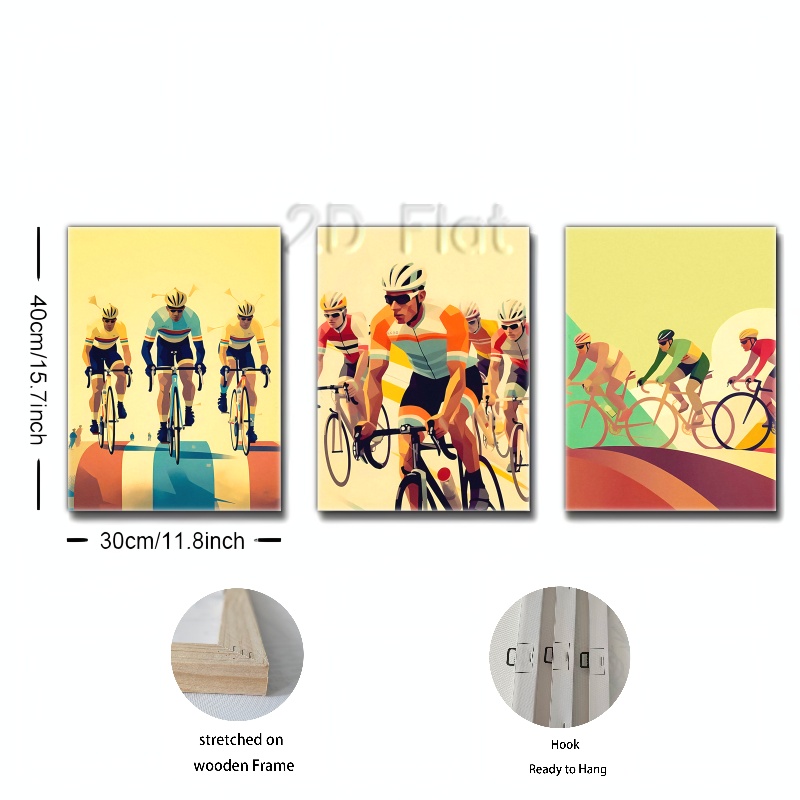 2D Flat
40cm/15.7inch
30cm/11.8inch
stretched on
wooden Frame
Hook
Ready to Hang